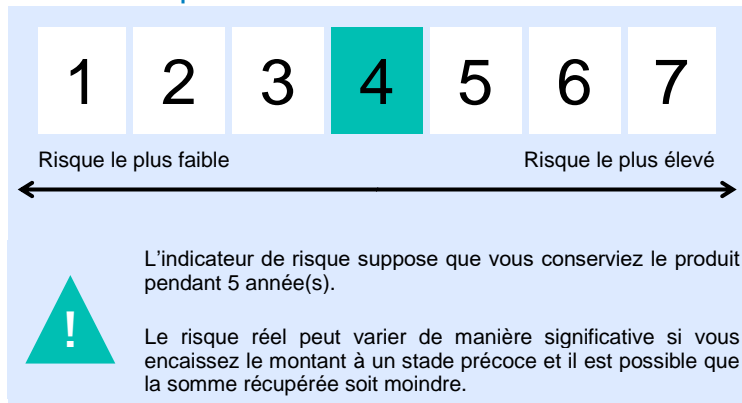 1 2 3 4 5 6 7
Risque le plus faible Risque le plus élevé
L'indicateur de risque suppose que vous conserviez le produit
pendant 5 année(s).
!
Le risque réel peut varier de manière significative si vous
encaissez le montant à un stade précoce et il est possible que
la somme récupérée soit moindre.